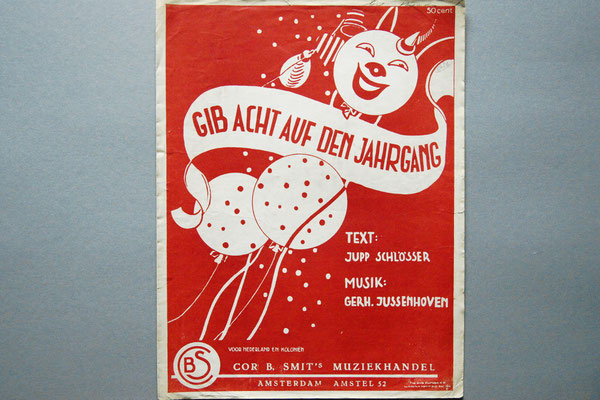 50 cent
GIB ACHT AUF DEN JAHRGANG
TEXT:
JUPP SCHLÖSSER
MUSIK:
GERH. JUSSENHOVEN
VOOR NEDERLAND EN KOLONIEN
CBS
COR B. SMIT'S MUZIEKHANDEL
AMSTERDAM AMSTEL 52